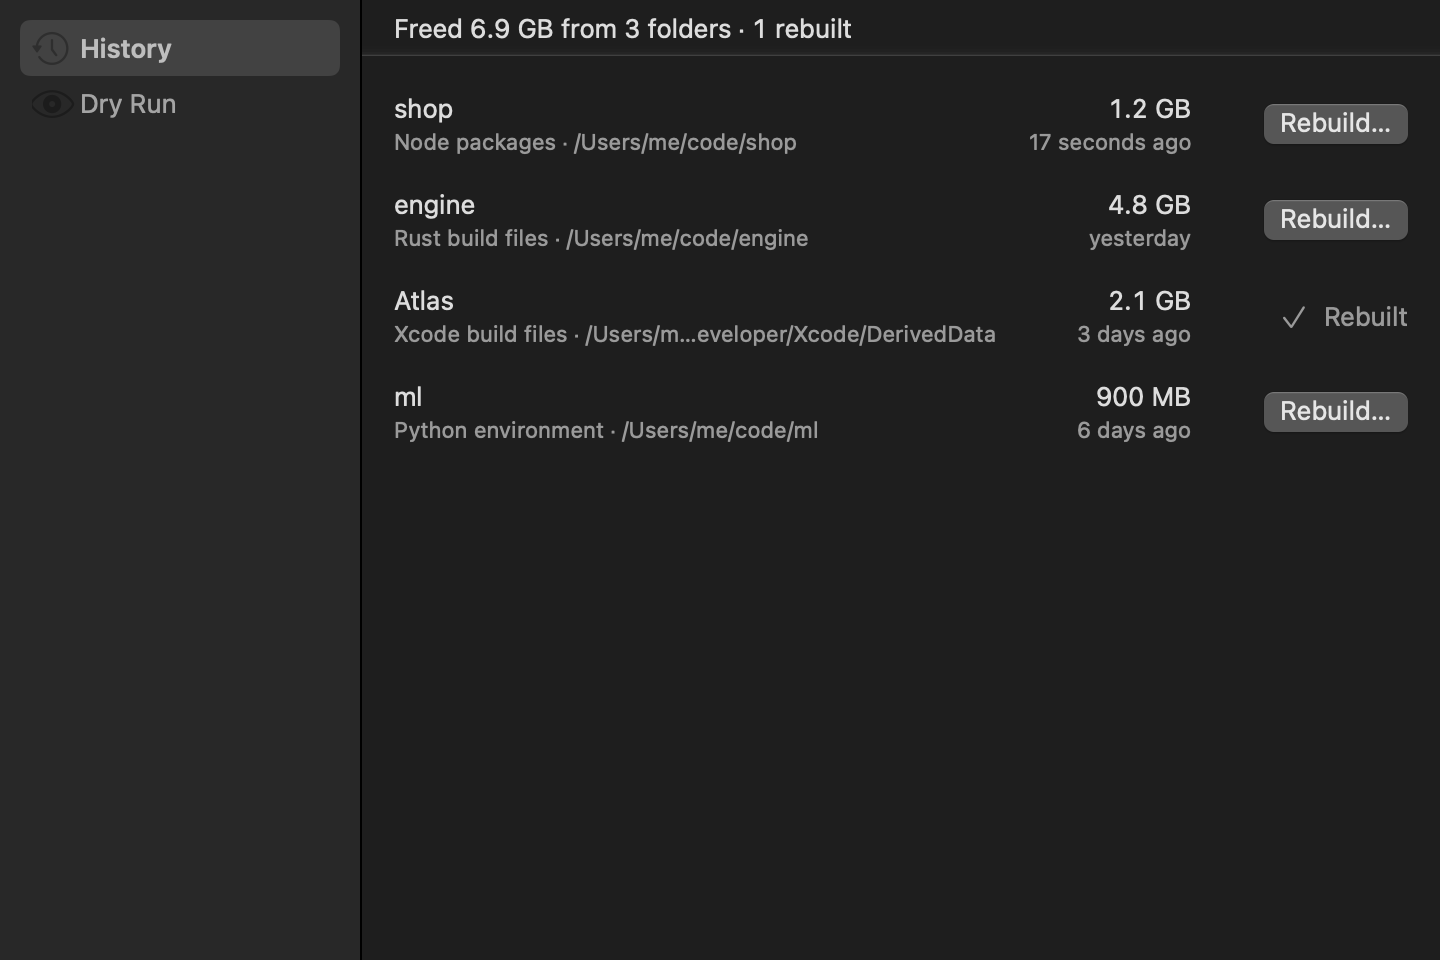 History
Dry Run
Freed 6.9 GB from 3 folders · 1 rebuilt
shop
1.2 GB
Node packages · /Users/me/code/shop
17 seconds ago
Rebuild...
engine
4.8 GB
Rust build files · /Users/me/code/engine
yesterday
Rebuild...
Atlas
2.1 GB
Xcode build files · /Users/m...eveloper/Xcode/DerivedData
3 days ago
Rebuilt
ml
900 MB
Python environment · /Users/me/code/ml
6 days ago
Rebuild...